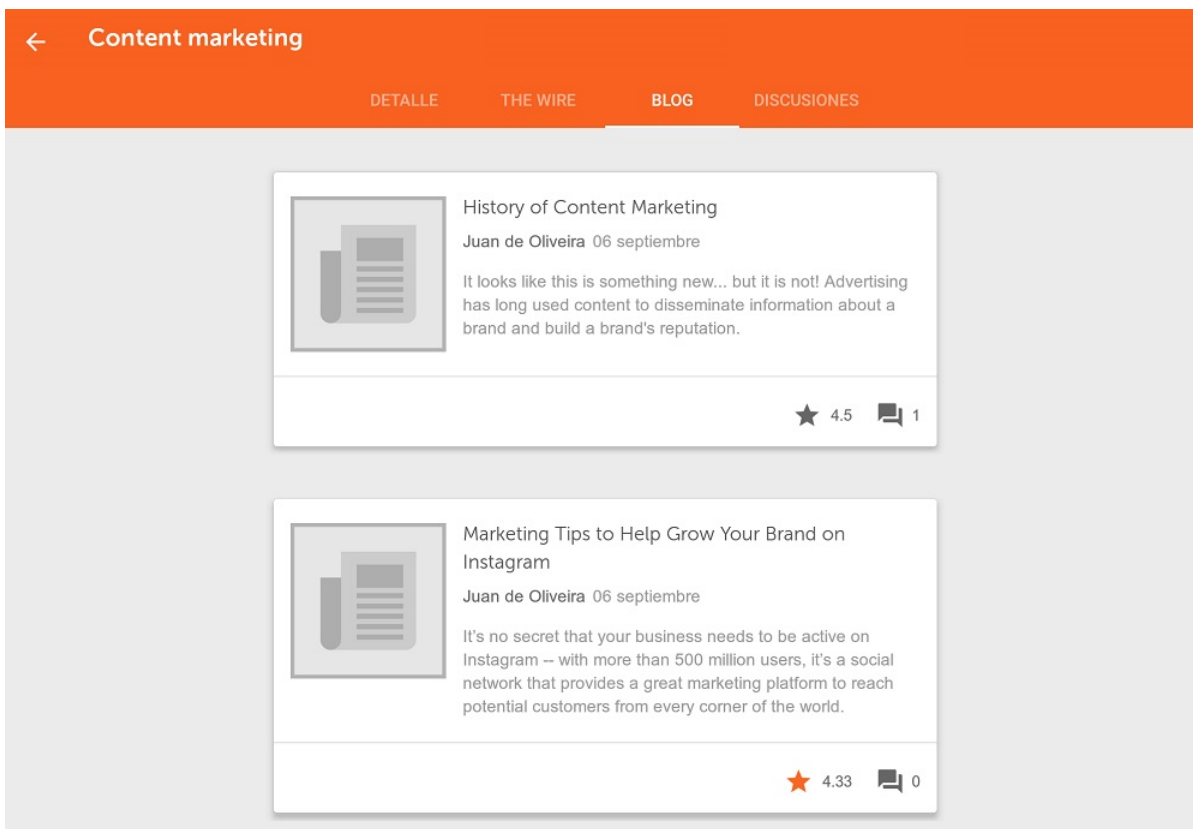 Content marketing
DETALLE THE WIRE BLOG DISCUSIONES
History of Content Marketing
Juan de Oliveira 06 septiembre
It looks like this is something new... but it is not! Advertising
has long used content to disseminate information about a
brand and build a brand's reputation.
4.5 1
Marketing Tips to Help Grow Your Brand on
Instagram
Juan de Oliveira 06 septiembre
It's no secret that your business needs to be active on
Instagram -- with more than 500 million users, it's a social
network that provides a great marketing platform to reach
potential customers from every corner of the world.
4.33 0